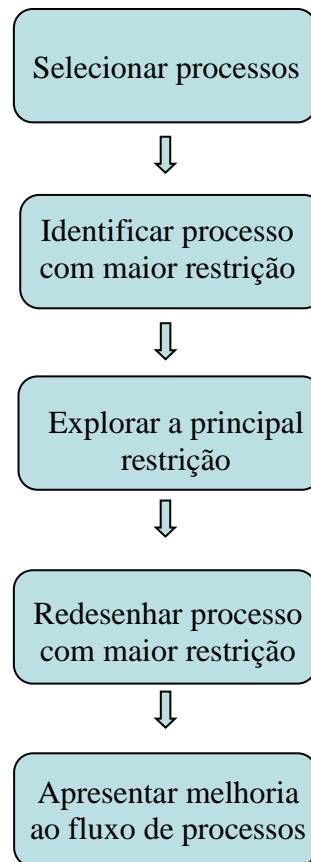 Selecionar processos
Identificar processo
com maior restrição
Explorar a principal
restrição
Redesenhar processo
com maior restrição
Apresentar melhoria
ao fluxo de processos